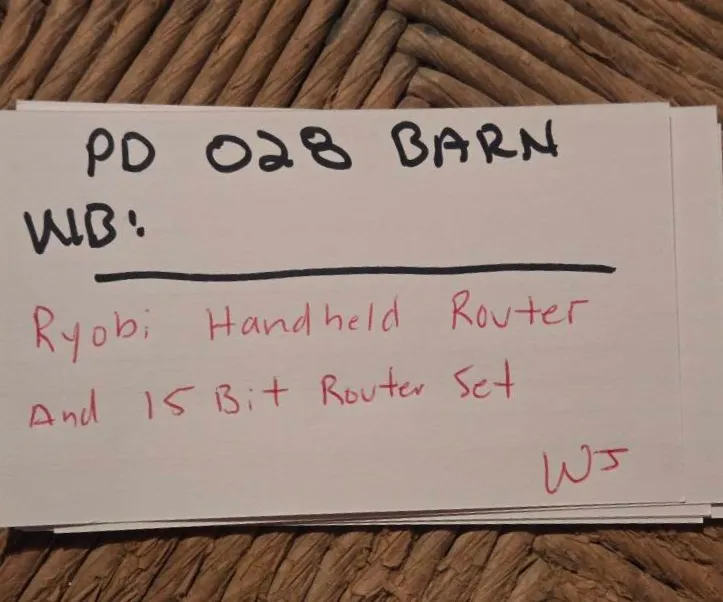 PD 028 BARN
WB:
Ryobi Handheld Router
And 15 Bit Router Set
WJ